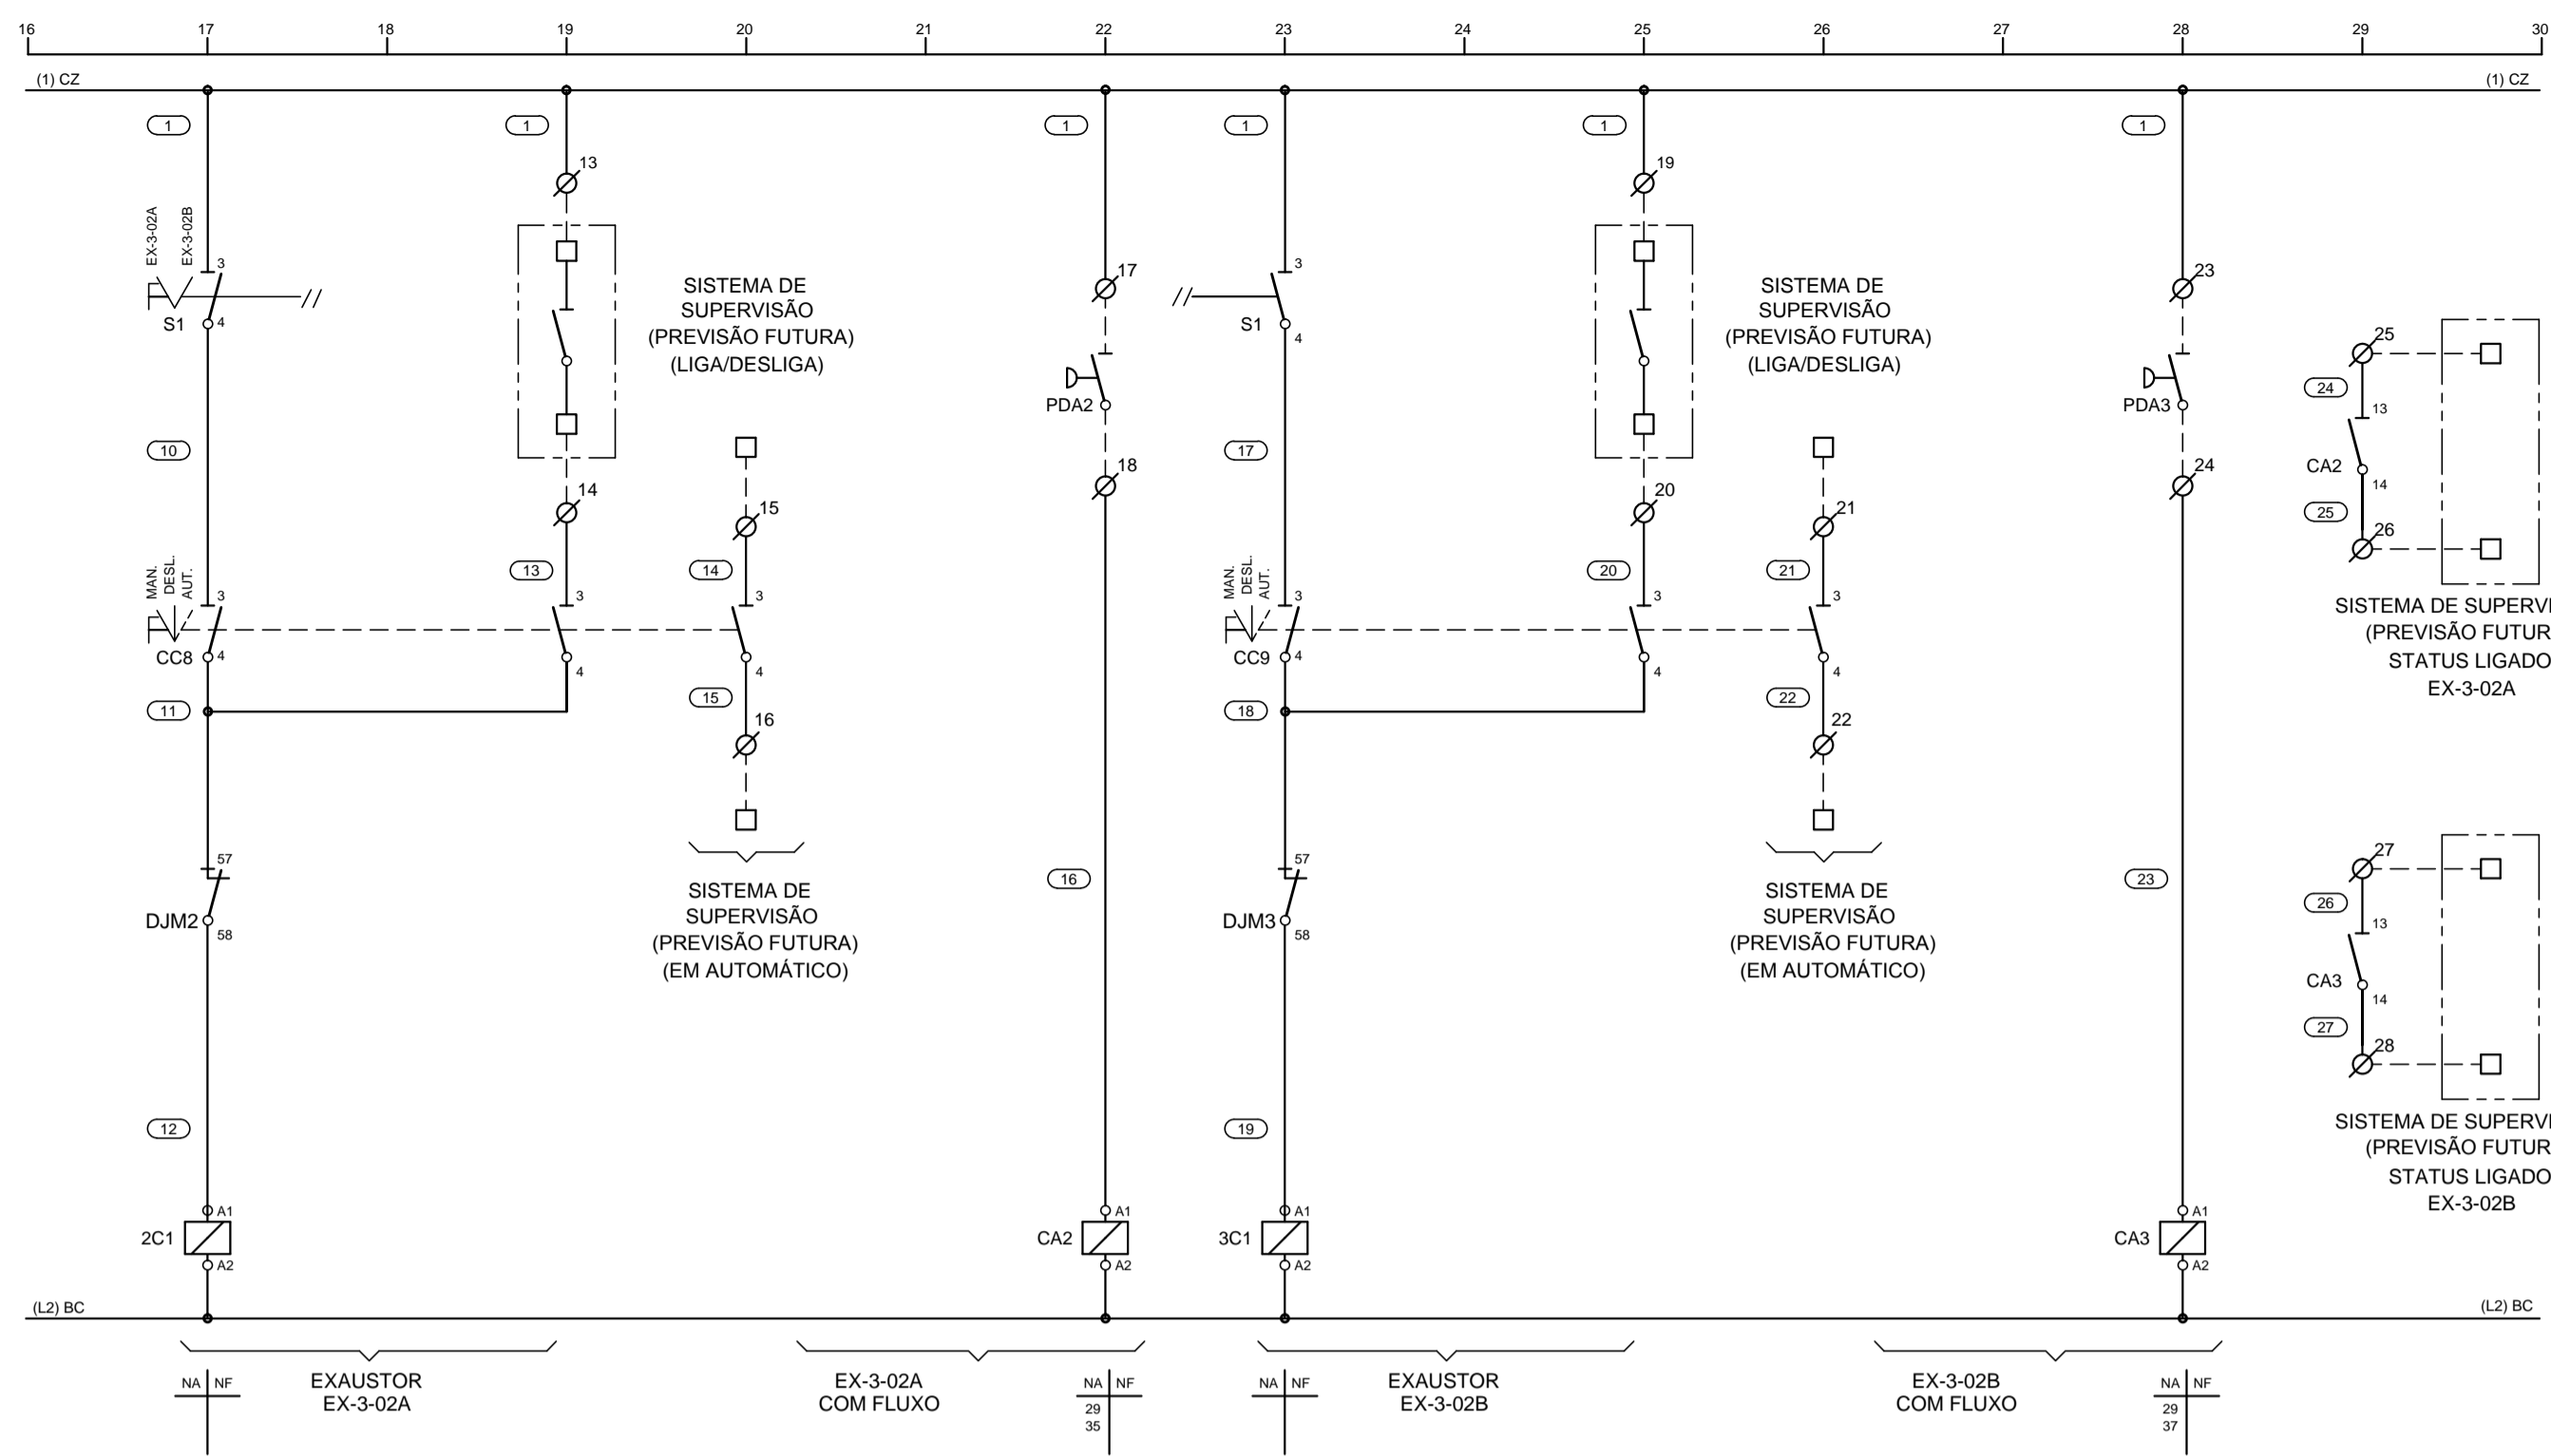 16 17 18 19 20 21 22 23 24 25 26 27 28 29 30
(1) CZ (1) CZ
1 1 1 1 1 1
13 19
EX-3-02A
EX-3-02B
3
S1 4
SISTEMA DE
SUPERVISÃO
(PREVISÃO FUTURA)
(LIGA/DESLIGA)
17
PDA2
18
3
S1
4
SISTEMA DE
SUPERVISÃO
(PREVISÃO FUTURA)
(LIGA/DESLIGA)
23
PDA3
24
25
24
13
CA2
14
25
26
SISTEMA DE SUPERVI
(PREVISÃO FUTUR
STATUS LIGADO
EX-3-02A
10
14
15
13
14
MAN.
DESL.
AUT.
3 3 3
CC8 4
4 4
11
15
16
17
20
21
20
21
MAN.
DESL.
AUT.
3 3 3
CC9 4
4 4
18
22
22
57
DJM2
58
SISTEMA DE
SUPERVISÃO
(PREVISÃO FUTURA)
(EM AUTOMÁTICO)
16
57
DJM3
58
SISTEMA DE
SUPERVISÃO
(PREVISÃO FUTURA)
(EM AUTOMÁTICO)
23
27
26
13
CA3
14
27
28
SISTEMA DE SUPERVI
(PREVISÃO FUTUR
STATUS LIGADO
EX-3-02B
12 19
A1 A1 A1 A1
2C1 CA2 3C1 CA3
A2 A2 A2 A2
(L2) BC (L2) BC
NA NF
EXAUSTOR
EX-3-02A
EX-3-02A
COM FLUXO
NA NF
29
35
NA NF
EXAUSTOR
EX-3-02B
EX-3-02B
COM FLUXO
NA NF
29
37